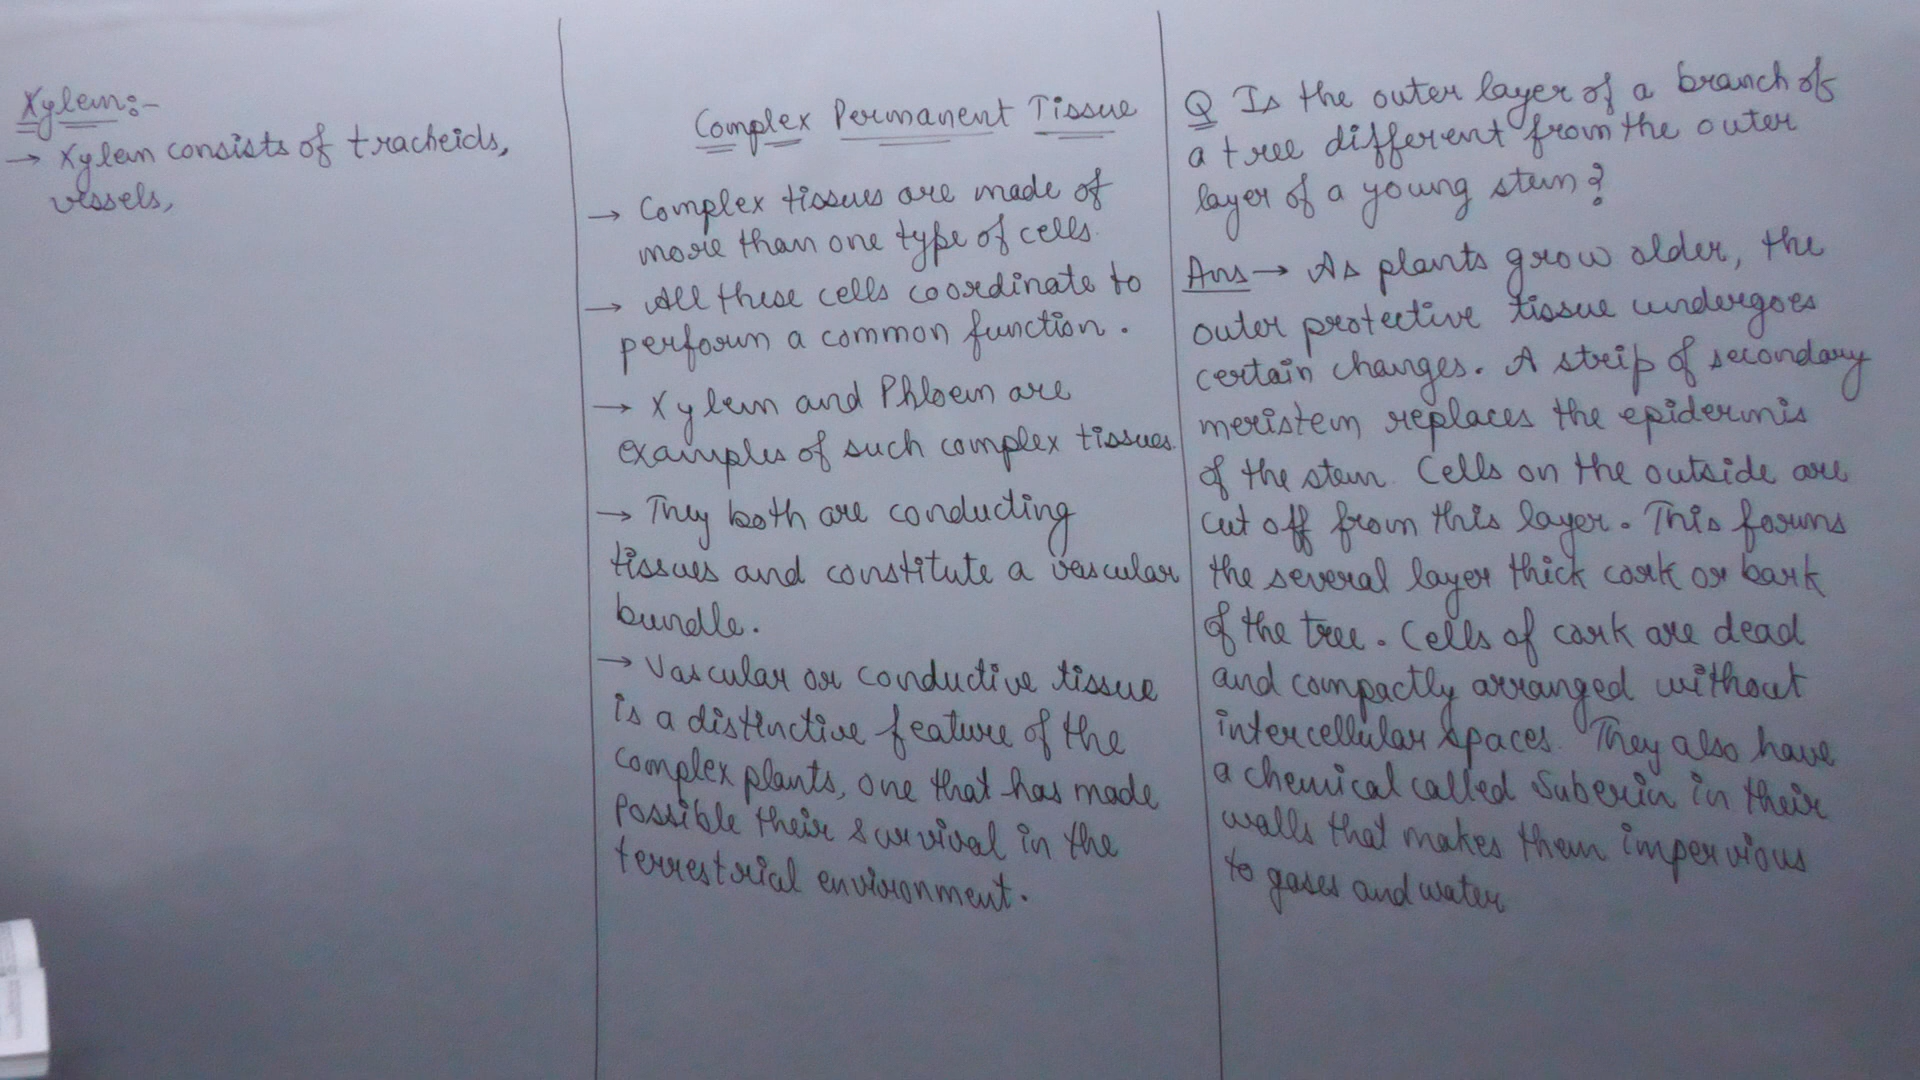 Xylem:-
→ Xylem consists of tracheids,
vessels,
Complex Permanent Tissue
→ Complex tissues are made of
more than one type of cells.
→ All these cells coordinate to
perform a common function.
→ Xylem and Phloem are
examples of such complex tissues.
→ They both are conducting
tissues and constitute a vascular
bundle.
→ Vascular or conductive tissue
is a distinctive feature of the
complex plants, one that has made
possible their survival in the
terrestrial environment.
Q Is the outer layer of a branch of
a tree different from the outer
layer of a young stem?
Ans → As plants grow older, the
outer protective tissue undergoes
certain changes. A strip of secondary
meristem replaces the epidermis
of the stem. Cells on the outside are
cut off from this layer. This forms
the several layer thick cork or bark
of the tree. Cells of cork are dead
and compactly arranged without
intercellular spaces. They also have
a chemical called Suberin in their
walls that makes them impervious
to gases and water